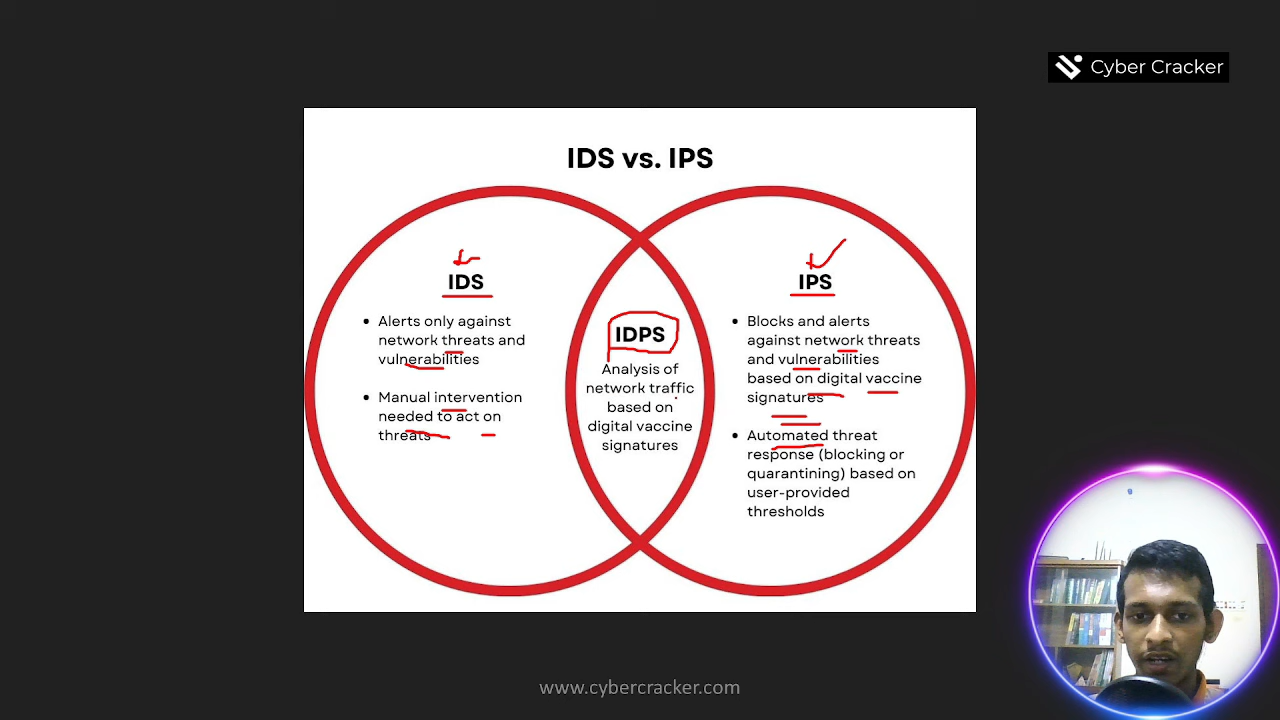 Cyber Cracker
IDS vs. IPS
IDS
• Alerts only against
network threats and
vulnerabilities
• Manual intervention
needed to act on
threats
IDPS
Analysis of
network traffic
based on
digital vaccine
signatures
IPS
• Blocks and alerts
against network threats
and vulnerabilities
based on digital vaccine
signatures
• Automated threat
response (blocking or
quarantining) based on
user-provided
thresholds
www.cybercracker.com